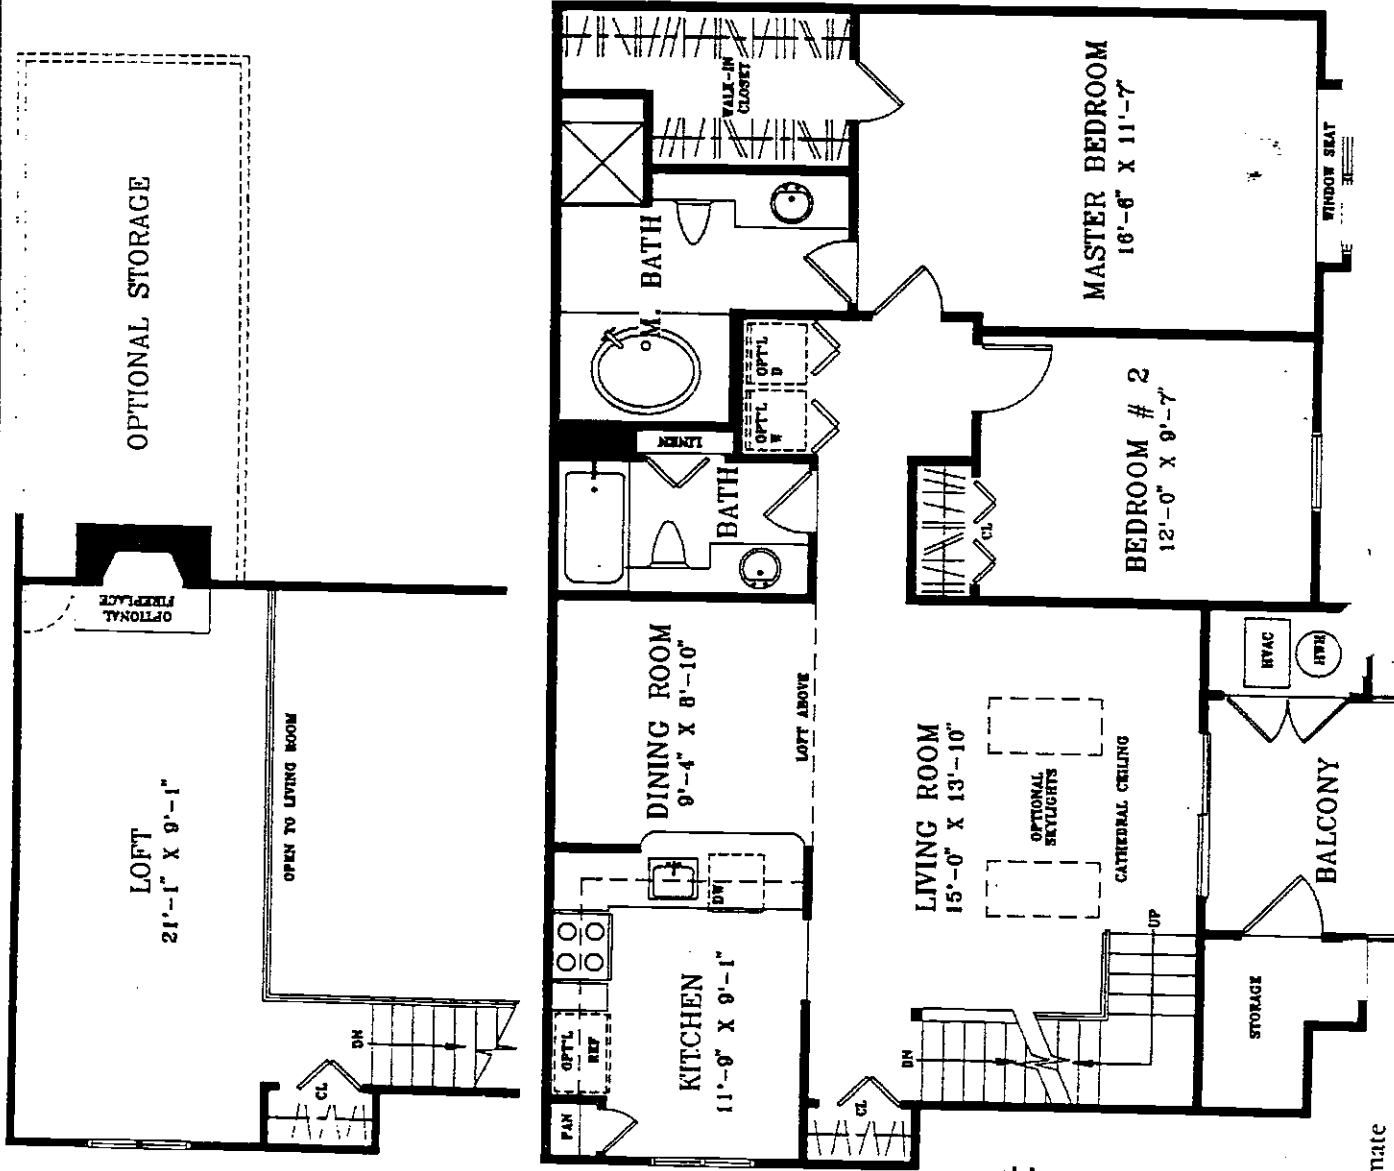 OPTIONAL STORAGE
OPTIONAL
FIREPLACE
LOFT
21'-1" X 9'-1"
OPEN TO LIVING ROOM
DN
CL
WALK-IN
CLOSET
MASTER BEDROOM
16'-6" X 11'-7"
WINDOW SEAT
M. BATH
OPT'L
D
OPT'L
W
LINEN
BATH
BEDROOM # 2
12'-0" X 9'-7"
CL
DINING ROOM
9'-4" X 8'-10"
LOFT ABOVE
LIVING ROOM
15'-0" X 13'-10"
OPTIONAL
SKYLIGHTS
CATHEDRAL CEILING
HVAC
HWH
BALCONY
DW
KITCHEN
11'-9" X 9'-1"
OPT'L
REF
PAN
CL
DN
UP
STORAGE
nate